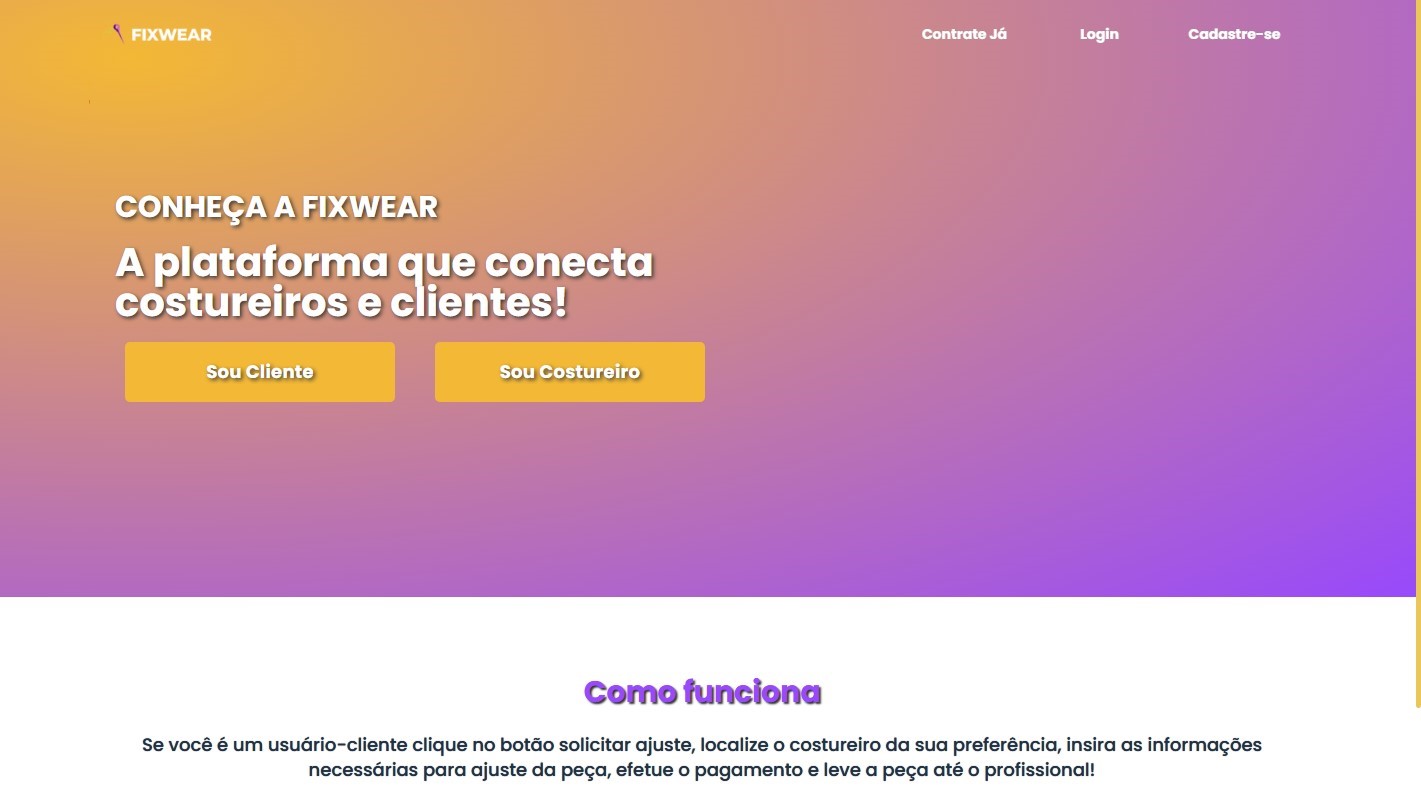 FIXWEAR
Contrate Já
Login
Cadastre-se
CONHEÇA A FIXWEAR
A plataforma que conecta
costureiros e clientes!
Sou Cliente
Sou Costureiro
Como funciona
Se você é um usuário-cliente clique no botão solicitar ajuste, localize o costureiro da sua preferência, insira as informações
necessárias para ajuste da peça, efetue o pagamento e leve a peça até o profissional!